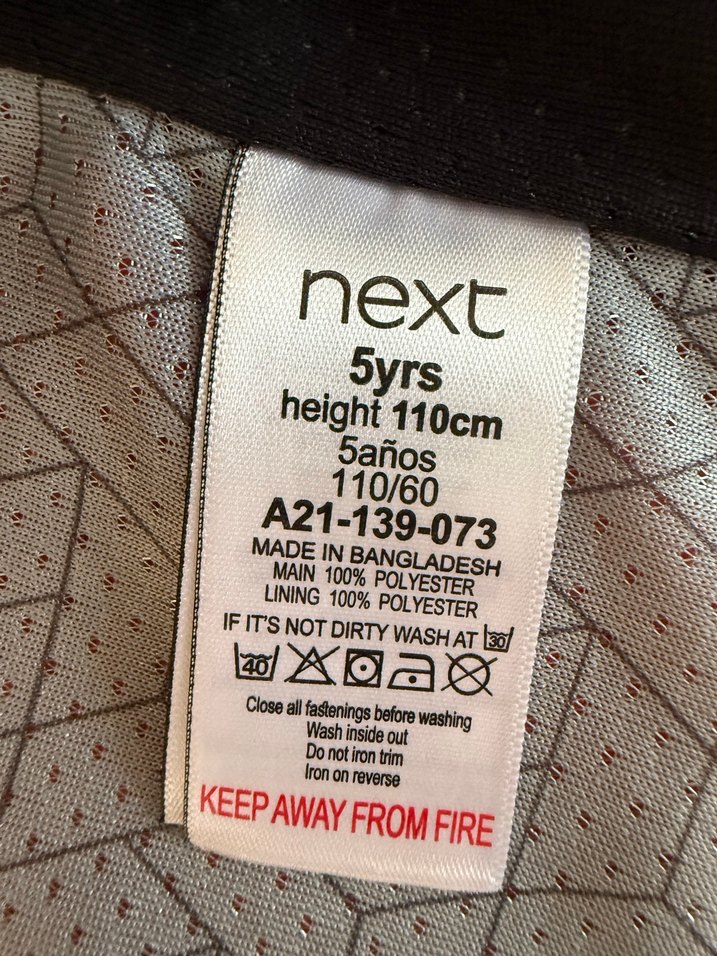 next
5yrs
height 110cm
5años
110/60
A21-139-073
MADE IN BANGLADESH
MAIN 100% POLYESTER
LINING 100% POLYESTER
IF IT'S NOT DIRTY WASH AT 30
40
Close all fastenings before washing
Wash inside out
Do not iron trim
Iron on reverse
KEEP AWAY FROM FIRE